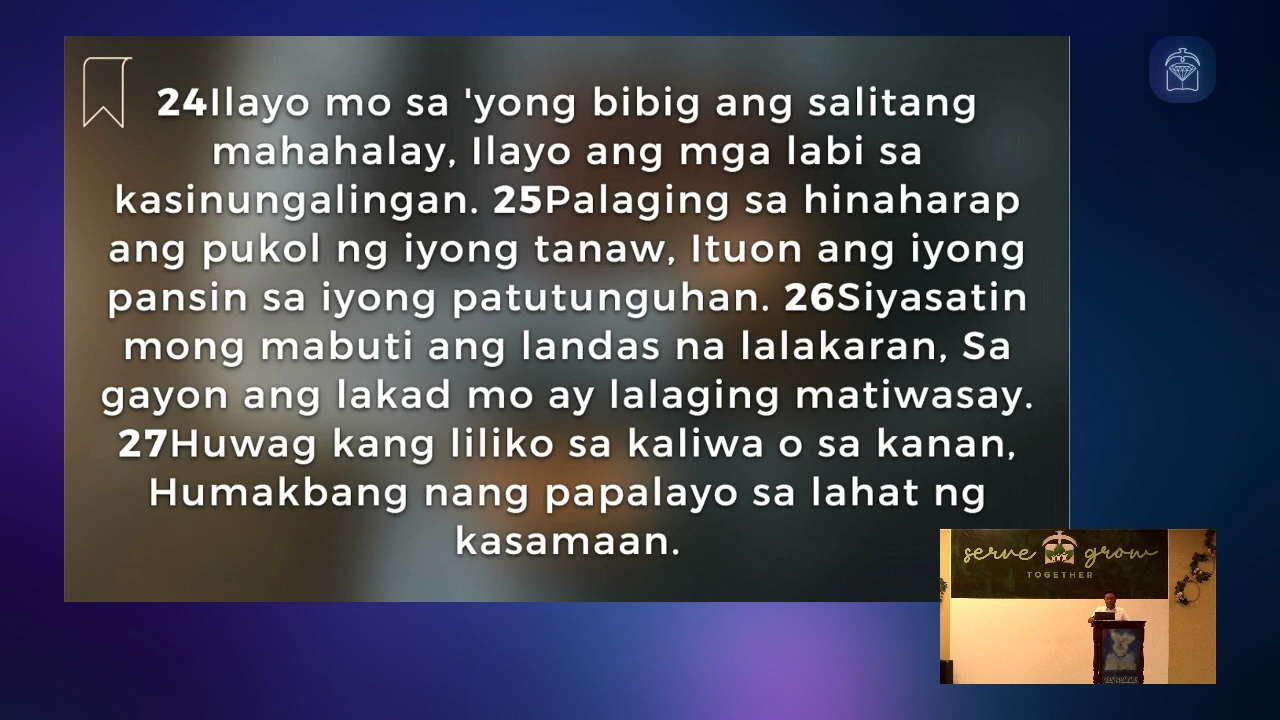 24Ilayo mo sa 'yong bibig ang salitang
mahahalay, Ilayo ang mga labi sa
kasinungalingan. 25Palaging sa hinaharap
ang pukol ng iyong tanaw, Ituon ang iyong
pansin sa iyong patutunguhan. 26Siyasatin
mong mabuti ang landas na lalakaran, Sa
gayon ang lakad mo ay lalaging matiwasay.
27Huwag kang liliko sa kaliwa o sa kanan,
Humakbang nang papalayo sa lahat ng
kasamaan.
serve grow
TOGETHER